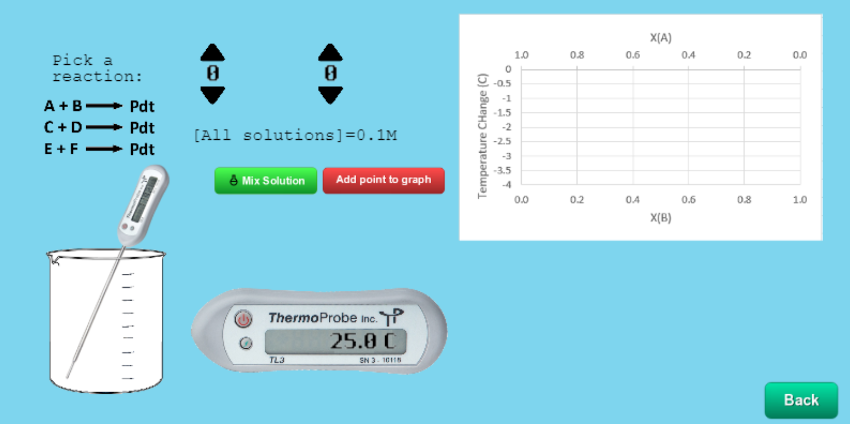 Pick a
reaction:
A + B → Pdt
C + D → Pdt
E + F → Pdt
0
0
[All solutions]=0.1M
Mix Solution
Add point to graph
X(A)
1.0 0.8 0.6 0.4 0.2 0.0
Temperature CHange (C)
0
-0.5
-1
-1.5
-2
-2.5
-3
-3.5
-4
0.0 0.2 0.4 0.6 0.8 1.0
X(B)
ThermoProbe Inc. TP
25.0 C
TL3
SN 3 - 10118
Back